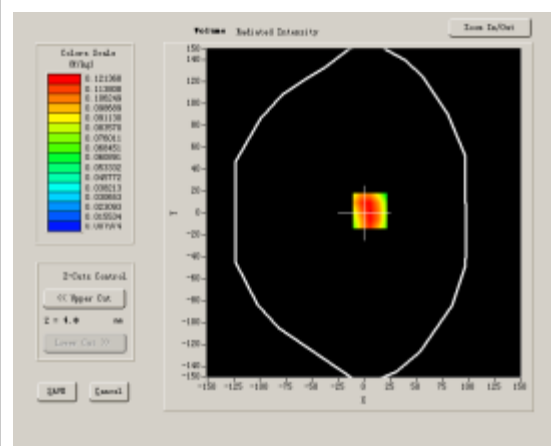 Volume Radiated Intensity
Zoom In/Out
Colors Scale
(W/kg)
0.121368
0.113808
0.106249
0.098689
0.091130
0.083570
0.076011
0.068451
0.060891
0.053332
0.045772
0.038213
0.030653
0.023093
0.015534
150
140
120
100
80
60
40
20
0
-20
-40
-60
-80
-100
-120
-140
-150
Y
-150 -125 -100 -75 -50 -25 0 25 50 75 100 125 150
X
Z-Cuts Control
<< Upper Cut
Z = 4.0 mm
Lower Cut >>
SAVE
Cancel